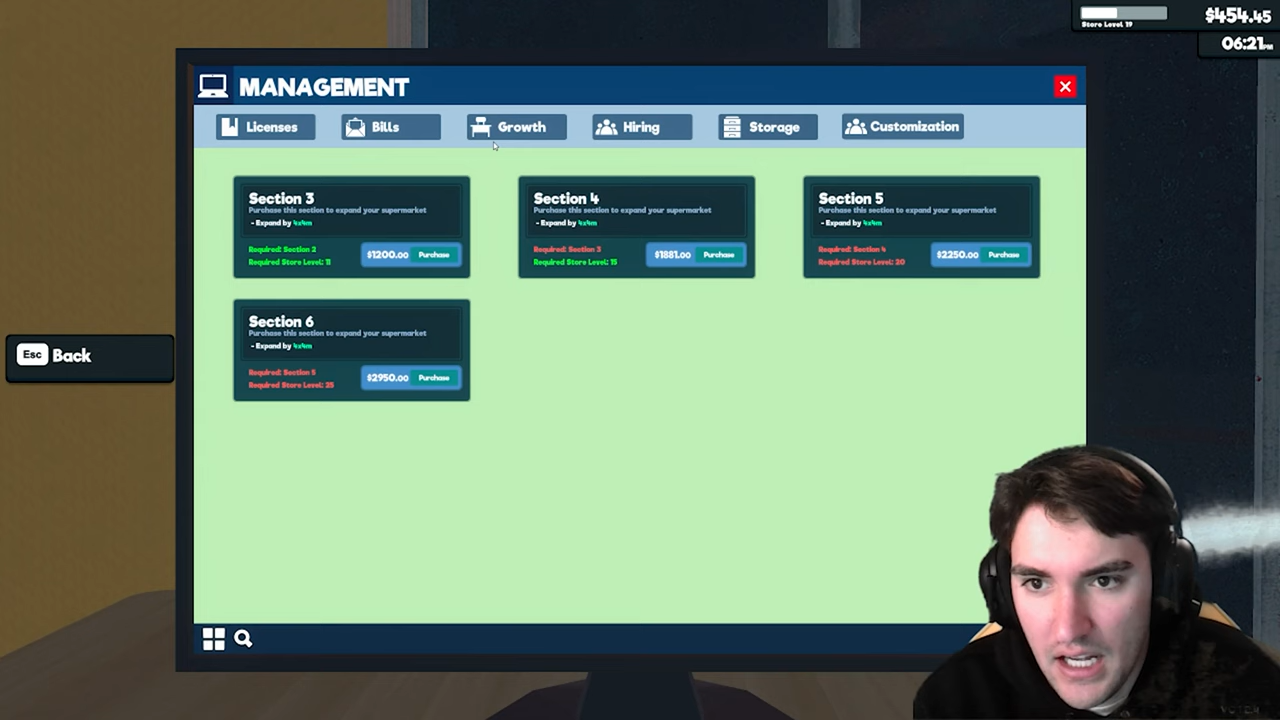 $454.45
Store Level 19
06:21PM
MANAGEMENT
Licenses
Bills
Growth
Hiring
Storage
Customization
Section 3
Purchase this section to expand your supermarket
- Expand by 4x4m
Required: Section 2
Required Store Level: 11
$1200.00 Purchase
Section 4
Purchase this section to expand your supermarket
- Expand by 4x4m
Required: Section 3
Required Store Level: 15
$1881.00 Purchase
Section 5
Purchase this section to expand your supermarket
- Expand by 4x4m
Required: Section 4
Required Store Level: 20
$2250.00 Purchase
Section 6
Purchase this section to expand your supermarket
- Expand by 4x4m
Required: Section 5
Required Store Level: 25
$2950.00 Purchase
Esc Back